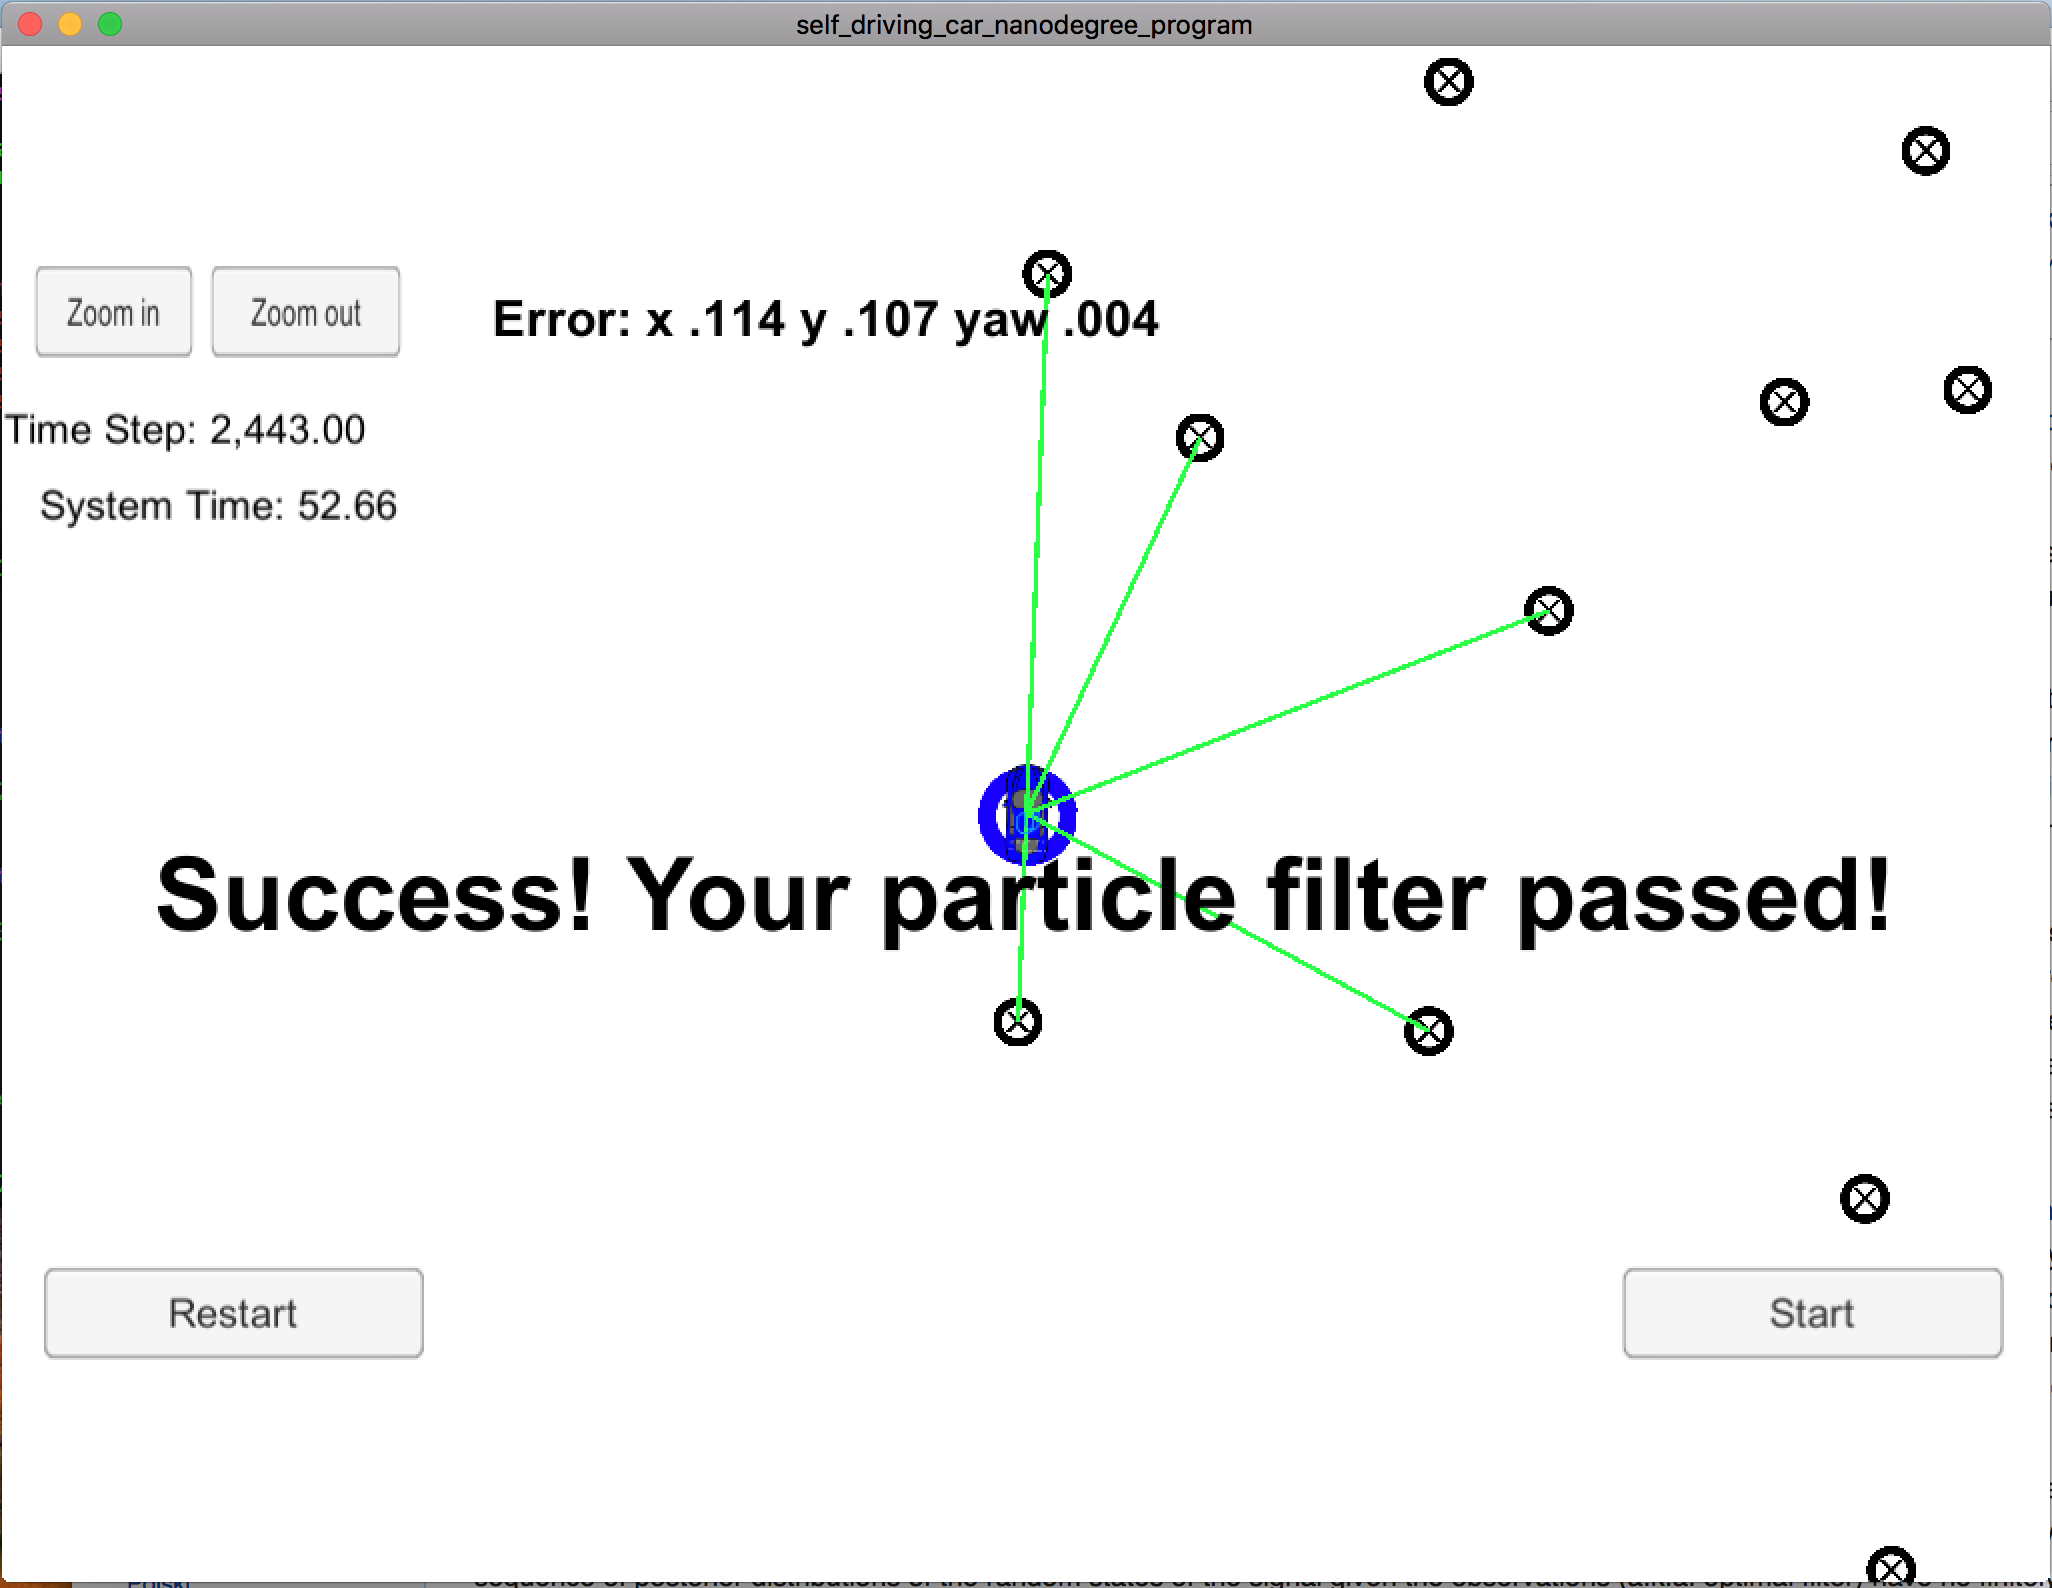 self_driving_car_nanodegree_program
Zoom in
Zoom out
Error: x .114 y .107 yaw .004
Time Step: 2,443.00
System Time: 52.66
Success! Your particle filter passed!
Restart
Start